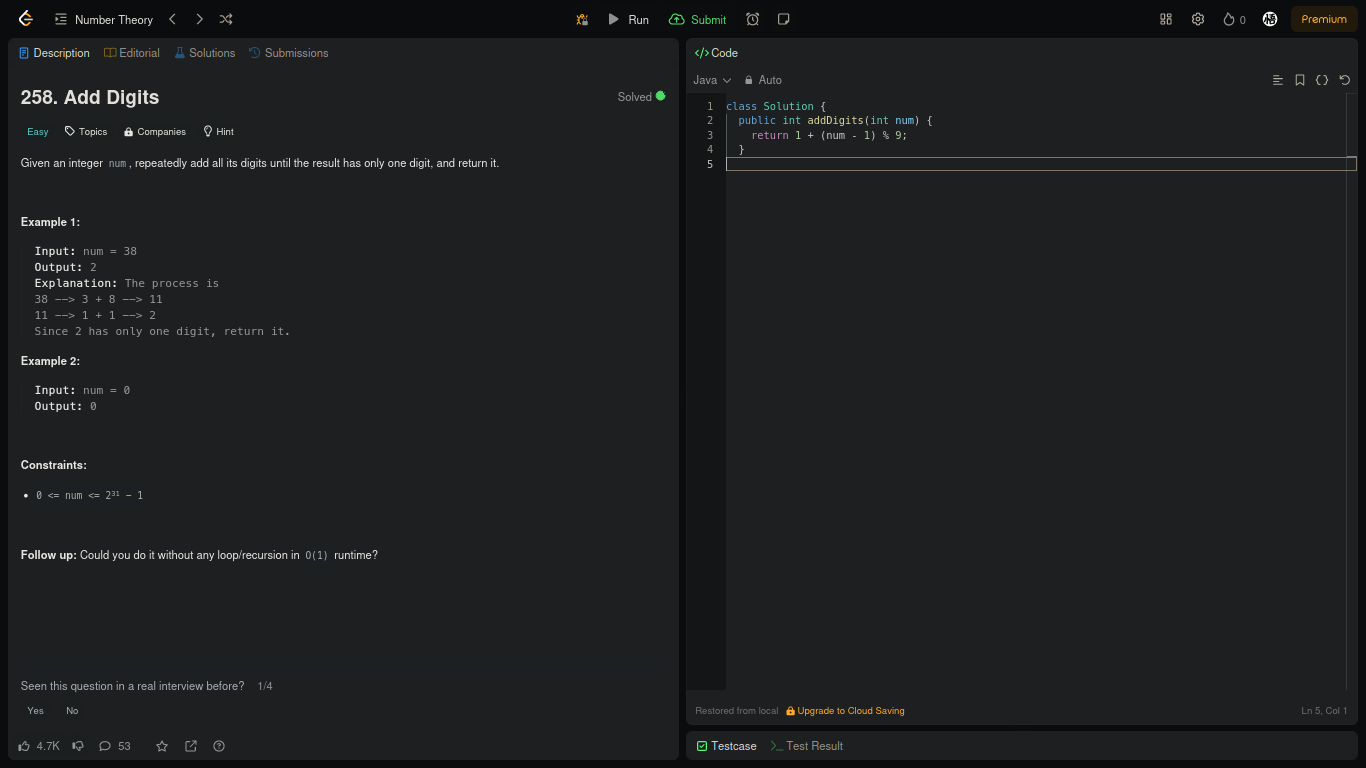 Number Theory
Run
Submit
0
Premium
Description
Editorial
Solutions
Submissions
258. Add Digits
Solved
Easy
Topics
Companies
Hint
Given an integer num, repeatedly add all its digits until the result has only one digit, and return it.
Example 1:
Input: num = 38
Output: 2
Explanation: The process is
38 --> 3 + 8 --> 11
11 --> 1 + 1 --> 2
Since 2 has only one digit, return it.
Example 2:
Input: num = 0
Output: 0
Constraints:
• 0 <= num <= 2³¹ - 1
Follow up: Could you do it without any loop/recursion in O(1) runtime?
Seen this question in a real interview before? 1/4
Yes No
4.7K 53
</>Code
Java Auto
1 class Solution {
2   public int addDigits(int num) {
3     return 1 + (num - 1) % 9;
4   }
5
Restored from local Upgrade to Cloud Saving Ln 5, Col 1
Testcase
Test Result